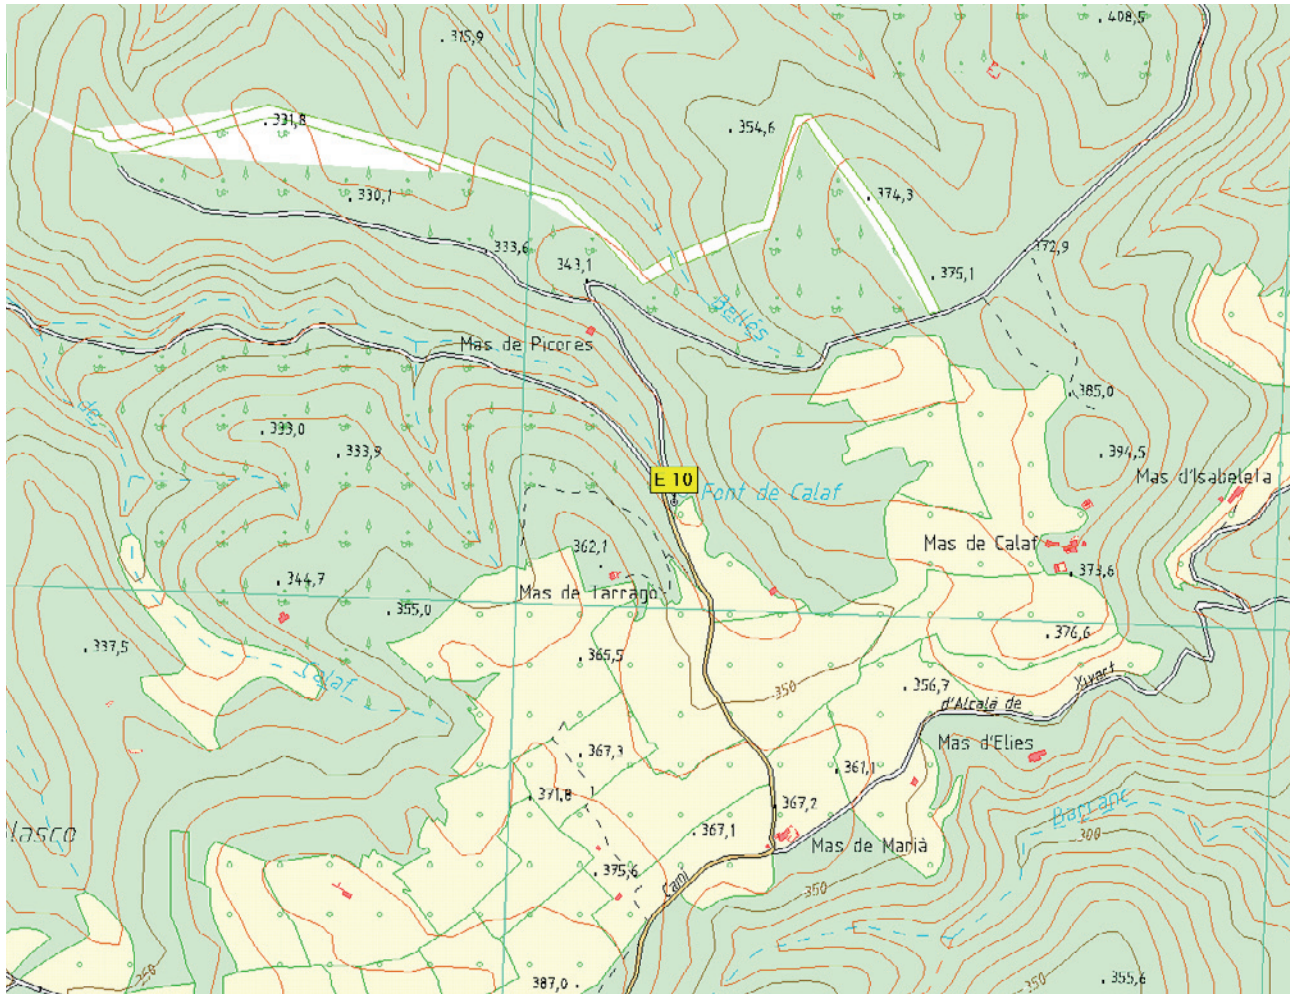 408,5
315,9
331,8
354,6
330,1
374,3
333,6
372,9
343,1
375,1
Bellés
Mas de Picores
385,0
de
333,0
333,9
394,5
E 10
Font de Calaf
Mas d'Isabeleta
Mas de Calaf
362,1
373,6
344,7
Mas de Tarragó
355,0
376,6
337,5
365,5
Calaf
350
356,7
Xivert
d'Alcalà de
Mas d'Elies
367,3
361,1
371,8
367,2
Barranc
300
lasco
367,1
Mas de Marià
375,6
Camí
350
350
387,0
350
355,6